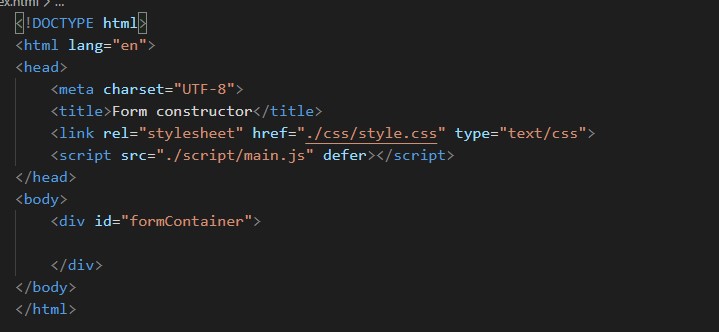 ex.html > ...
<!DOCTYPE html>
<html lang="en">
<head>
    <meta charset="UTF-8">
    <title>Form constructor</title>
    <link rel="stylesheet" href="./css/style.css" type="text/css">
    <script src="./script/main.js" defer></script>
</head>
<body>
    <div id="formContainer">

    </div>
</body>
</html>